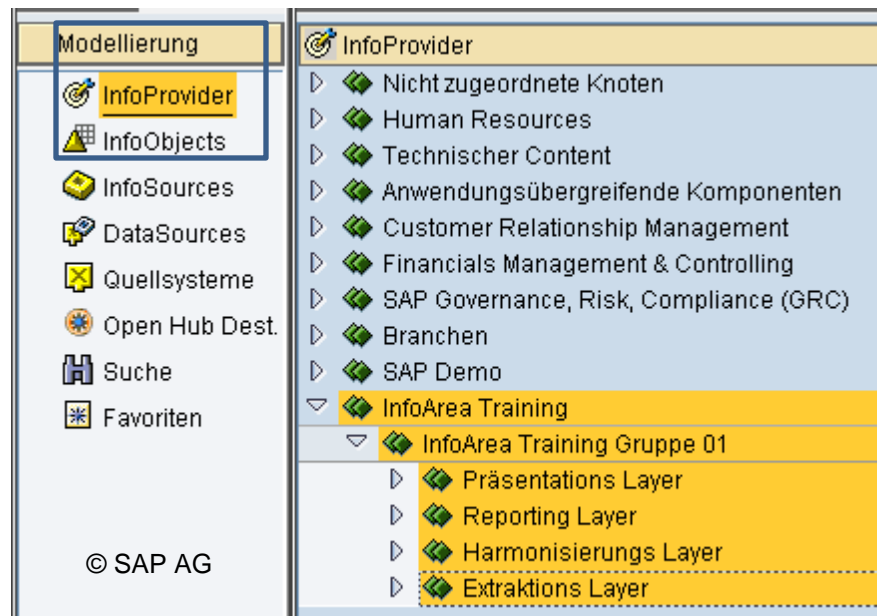 Modellierung
InfoProvider
InfoObjects
InfoSources
DataSources
Quellsysteme
Open Hub Dest.
Suche
Favoriten
© SAP AG
InfoProvider
Nicht zugeordnete Knoten
Human Resources
Technischer Content
Anwendungsübergreifende Komponenten
Customer Relationship Management
Financials Management & Controlling
SAP Governance, Risk, Compliance (GRC)
Branchen
SAP Demo
InfoArea Training
InfoArea Training Gruppe 01
Präsentations Layer
Reporting Layer
Harmonisierungs Layer
Extraktions Layer